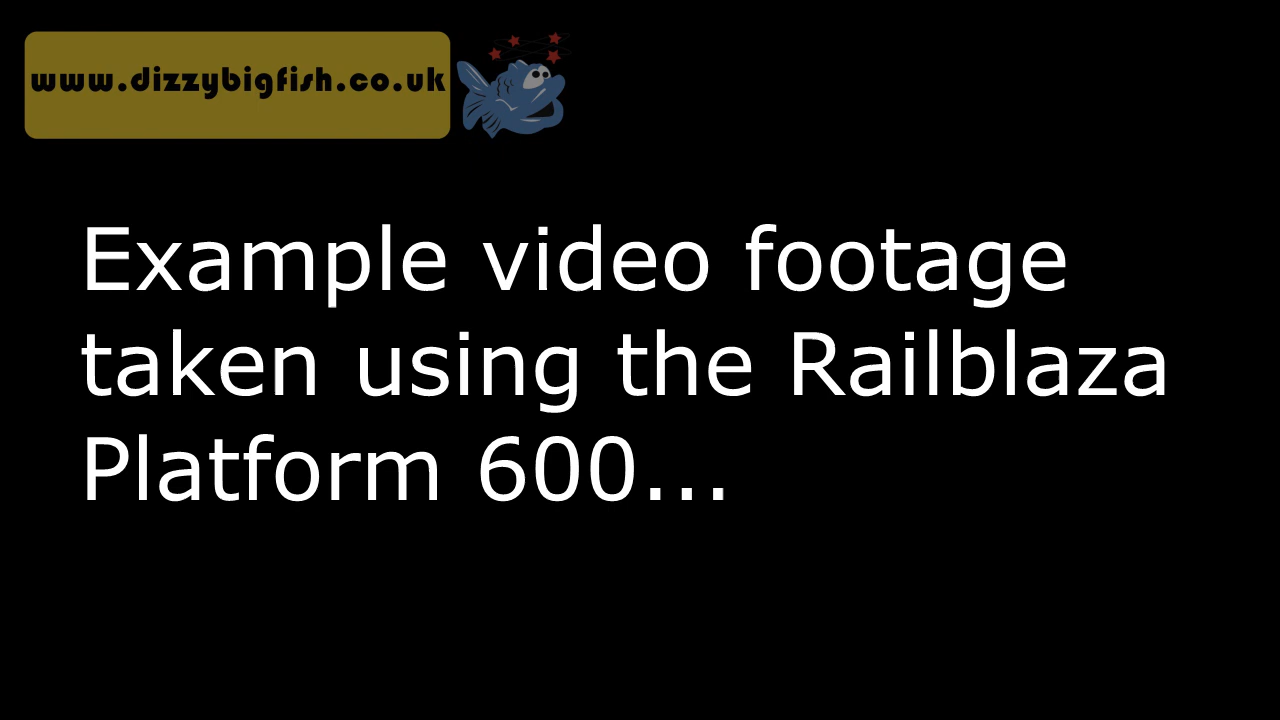 www.dizzybigfish.co.uk
Example video footage
taken using the Railblaza
Platform 600...